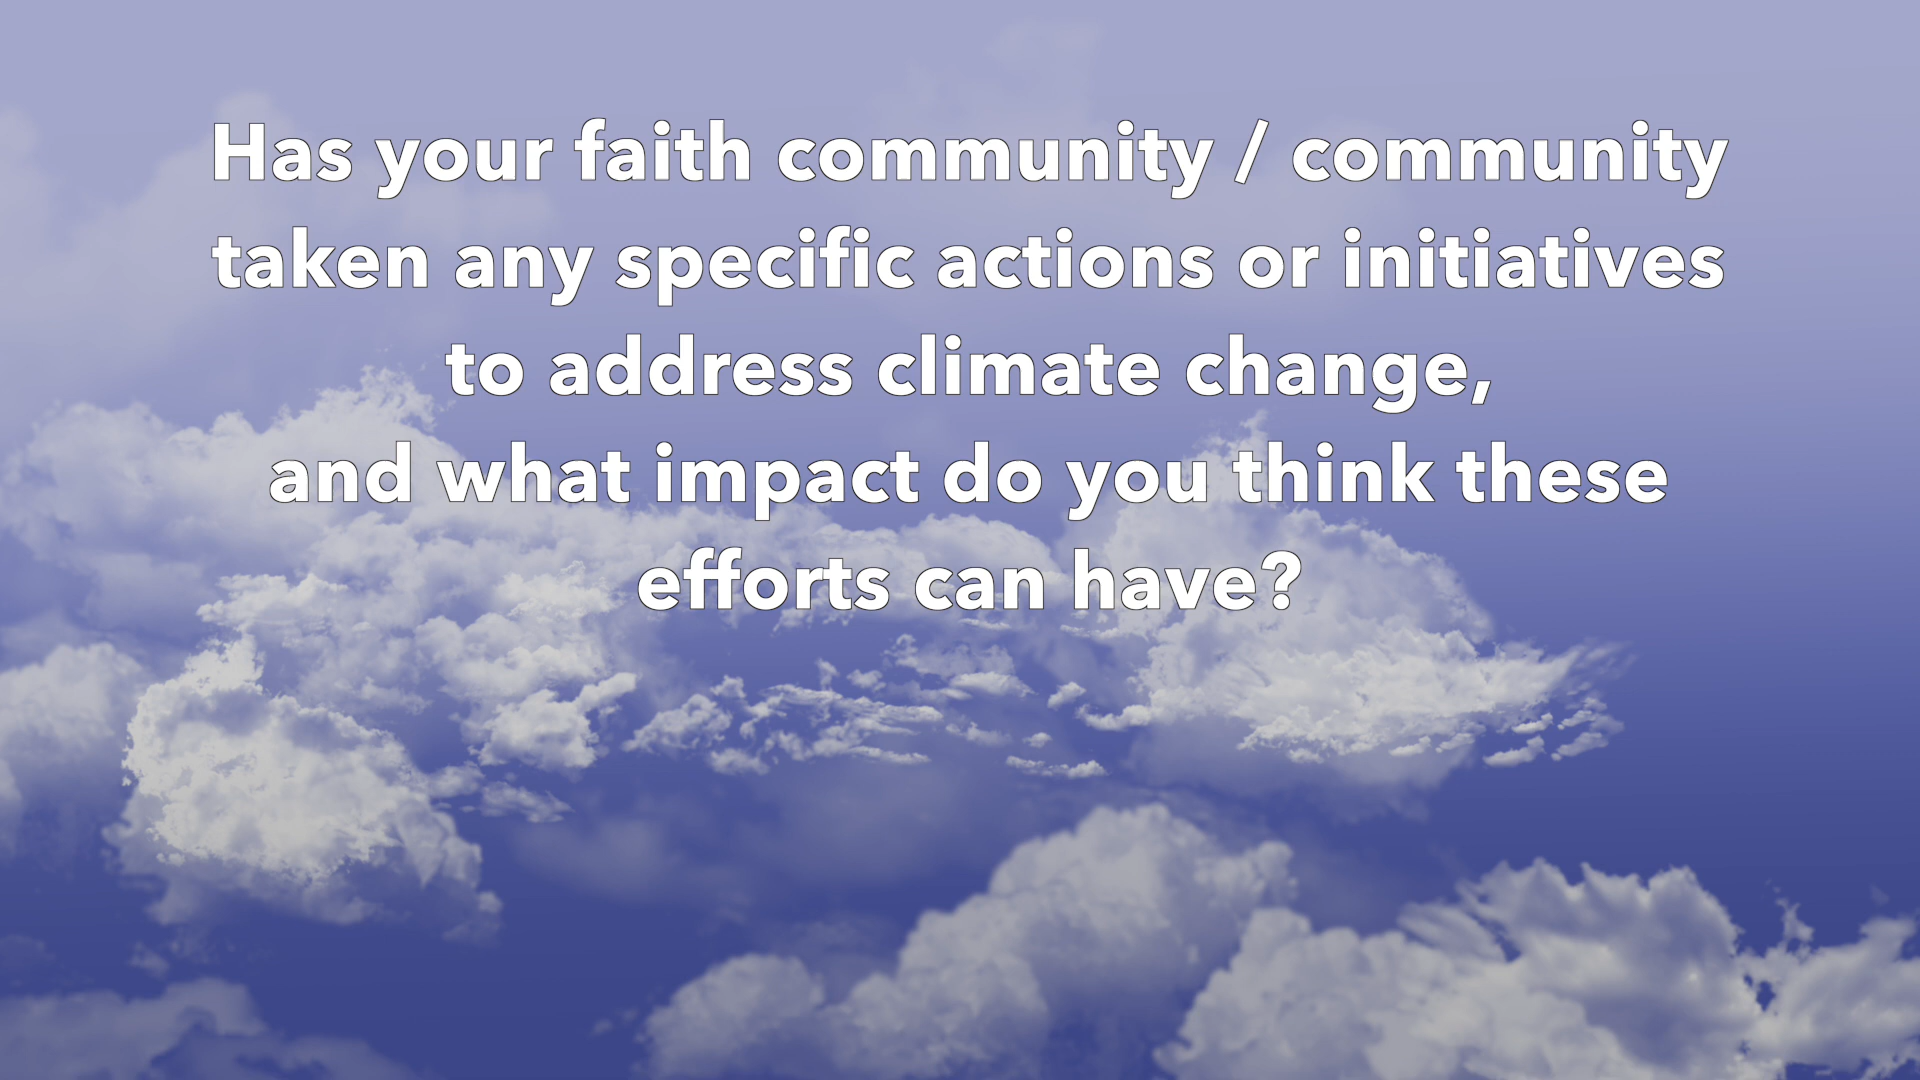 Has your faith community / community
taken any specific actions or initiatives
to address climate change,
and what impact do you think these
efforts can have?